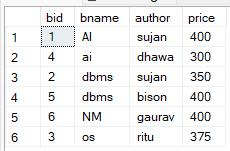 bid bname author price
1 1 AI sujan 400
2 4 ai dhawa 300
3 2 dbms sujan 350
4 5 dbms bison 400
5 6 NM gaurav 400
6 3 os ritu 375